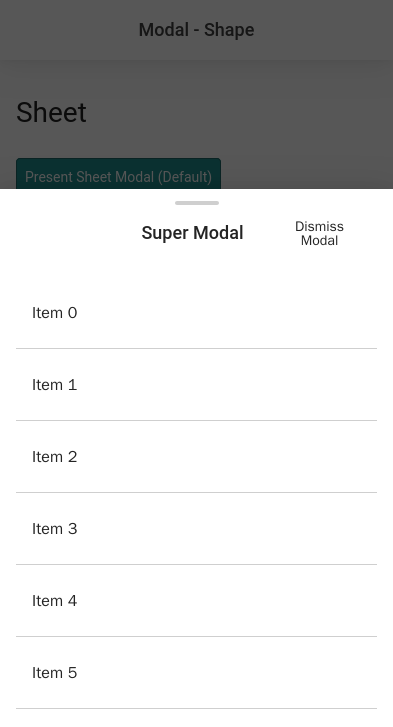 Modal - Shape
Sheet
Present Sheet Modal (Default)
Super Modal
Dismiss
Modal
Item 0
Item 1
Item 2
Item 3
Item 4
Item 5